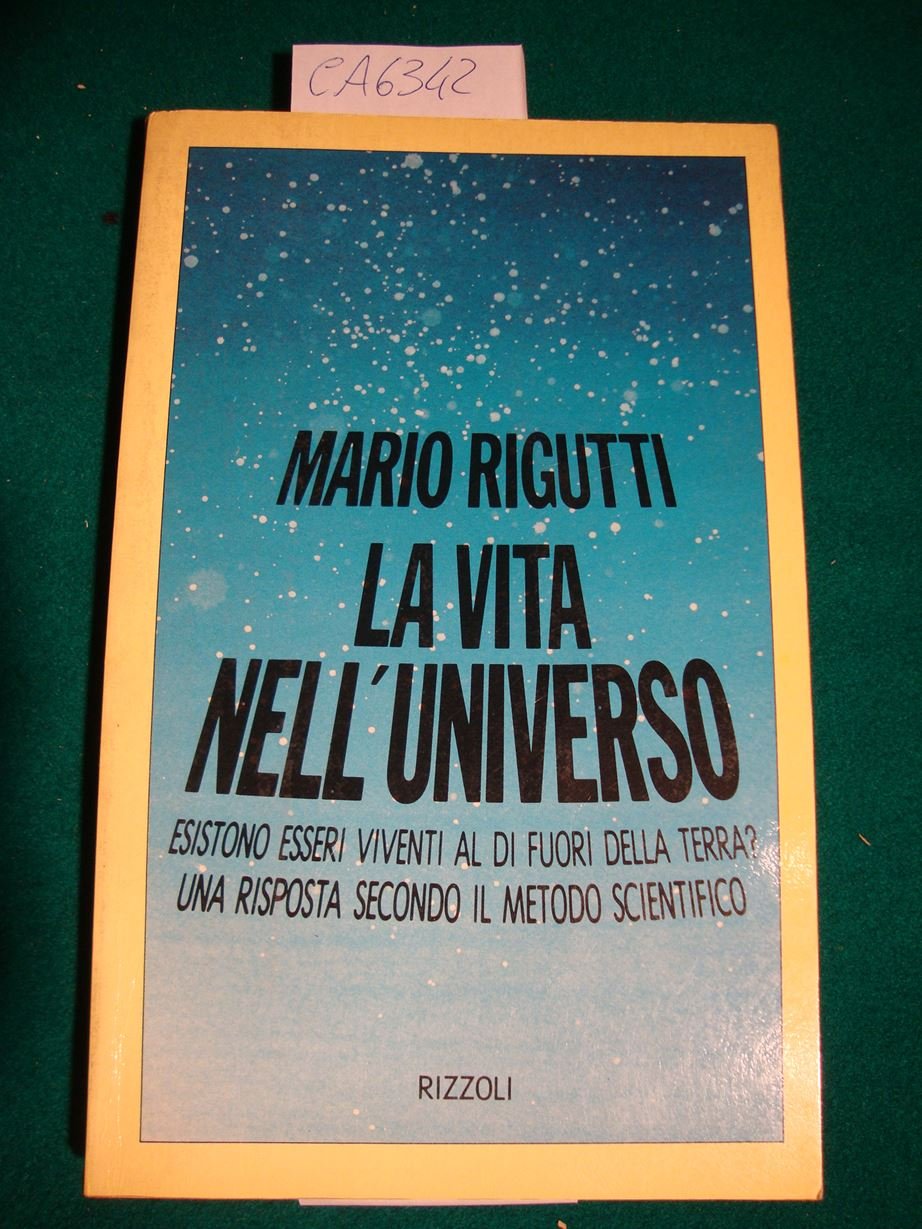 CA6342
MARIO RIGUTTI
LA VITA
NELL'UNIVERSO
ESISTONO ESSERI VIVENTI AL DI FUORI DELLA TERRA?
UNA RISPOSTA SECONDO IL METODO SCIENTIFICO
RIZZOLI